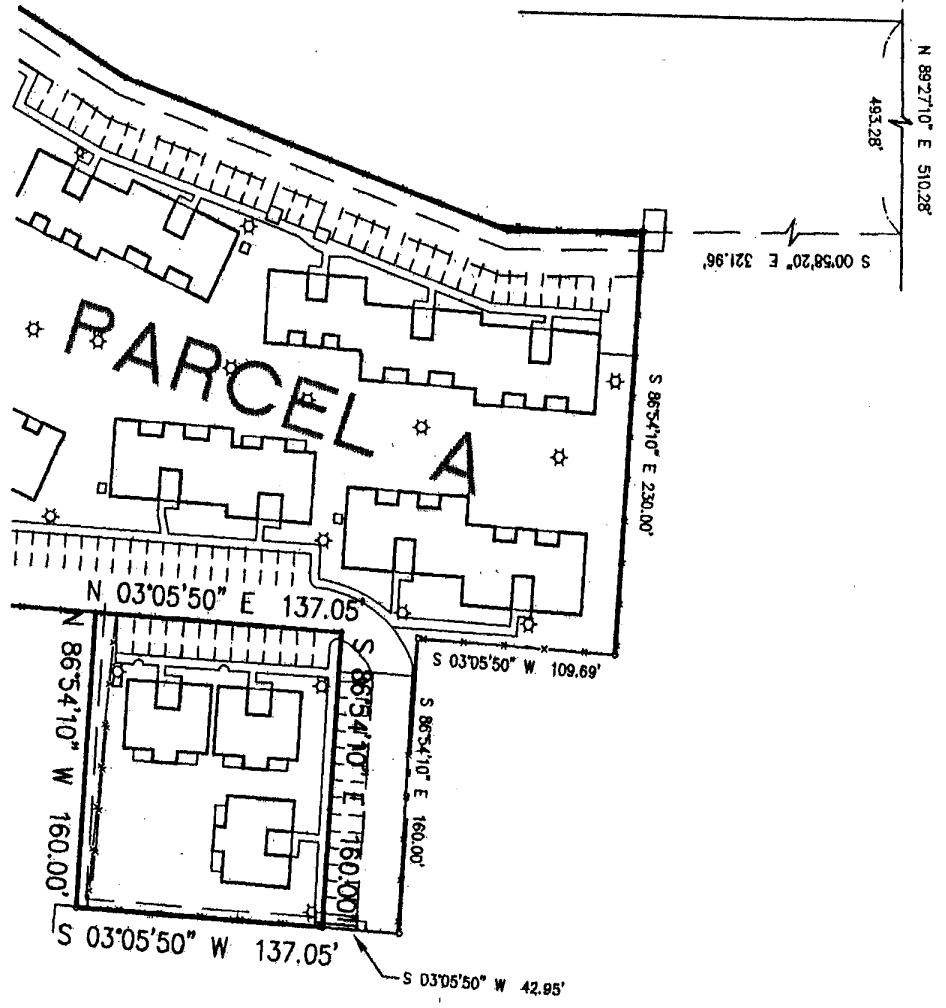 N 89°27'10" E 510.28'
493.28'
S 00°58'20" E 321.96'
PARCEL A
S 86°54'10" E 230.00'
N 03°05'50" E 137.05'
S 03°05'50" W 109.69'
N 86°54'10" W 160.00'
S 86°54'10" E 160.00'
S 86°54'10" E 160.00'
S 03°05'50" W 137.05'
S 03°05'50" W 42.95'